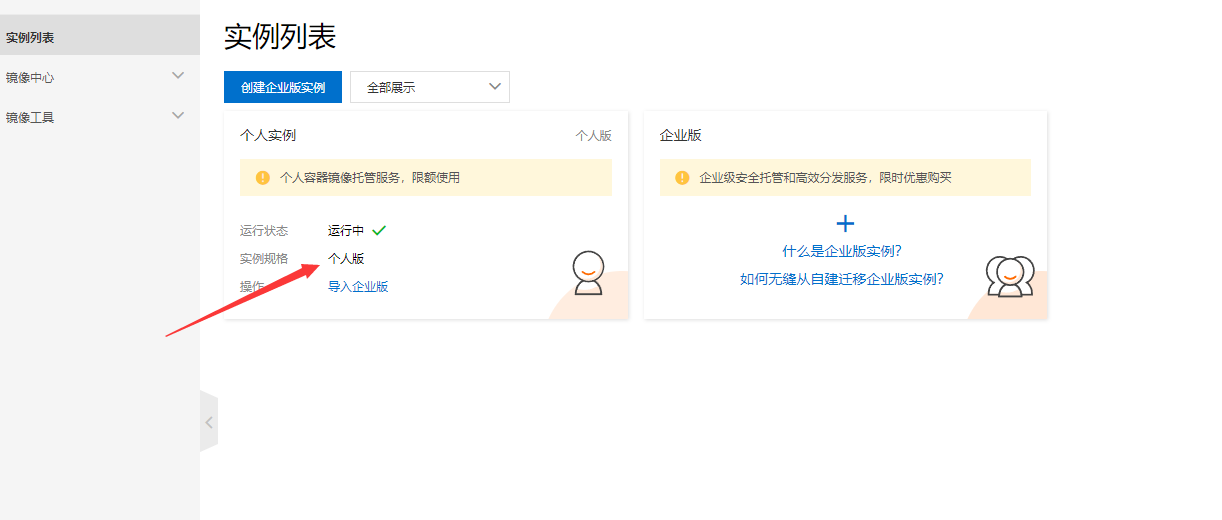 实例列表
镜像中心
镜像工具
实例列表
创建企业版实例
全部展示
个人实例
个人版
个人容器镜像托管服务，限额使用
运行状态 运行中
实例规格 个人版
操作 导入企业版
企业版
企业级安全托管和高效分发服务，限时优惠购买
什么是企业版实例?
如何无缝从自建迁移企业版实例?